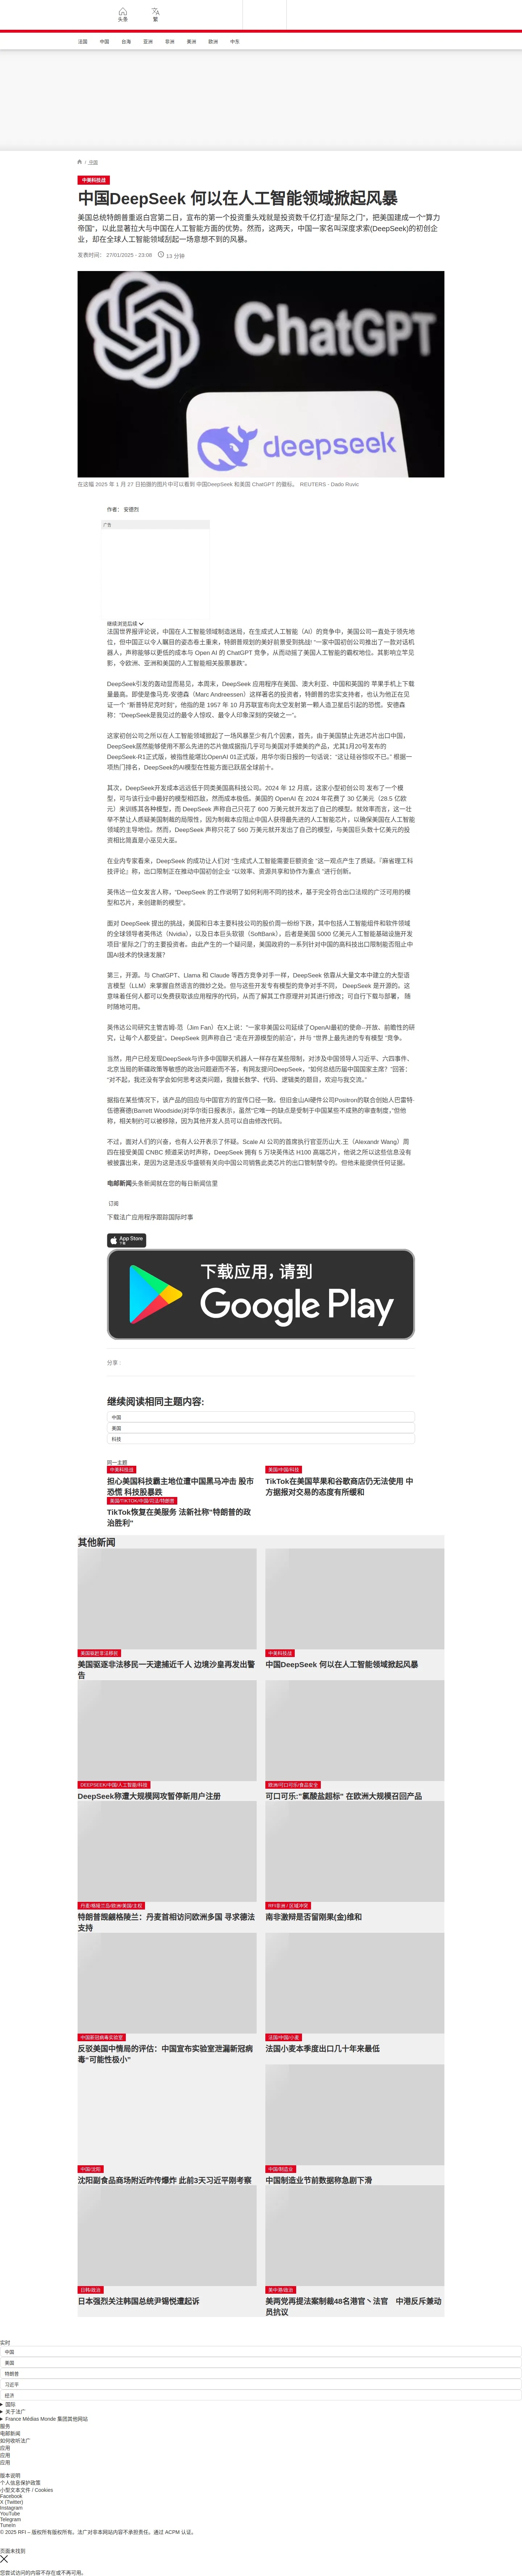 头条
繁
法国
中国
台海
亚洲
非洲
美洲
欧洲
中东
/ 中国
中美科技战
中国DeepSeek 何以在人工智能领域掀起风暴
美国总统特朗普重返白宫第二日，宣布的第一个投资重头戏就是投资数千亿打造“星际之门”，把美国建成一个“算力
帝国”，以此显著拉大与中国在人工智能方面的优势。然而，这两天，中国一家名叫深度求索(DeepSeek)的初创企
业，却在全球人工智能领域刮起一场意想不到的风暴。
发表时间： 27/01/2025 - 23:08
13 分钟
ChatGPT
deepseek
在这幅 2025 年 1 月 27 日拍摄的图片中可以看到 中国DeepSeek 和美国 ChatGPT 的徽标。 REUTERS - Dado Ruvic
作者： 安德烈
广告
继续浏览后续
法国世界报评论说，中国在人工智能领域制造迷局，在生成式人工智能（AI）的竞争中，美国公司一直处于领先地
位，但中国正以令人瞩目的姿态卷土重来，特朗普规划的美好前景受到挑战! “一家中国初创公司推出了一款对话机
器人，声称能够以更低的成本与 Open AI 的 ChatGPT 竞争，从而动摇了美国人工智能的霸权地位。其影响立竿见
影，令欧洲、亚洲和美国的人工智能相关股票暴跌”。
DeepSeek引发的轰动显而易见，本周末，DeepSeek 应用程序在美国、澳大利亚、中国和英国的 苹果手机上下载
量最高。即使是像马克·安德森（Marc Andreessen）这样著名的投资者，特朗普的忠实支持者，也认为他正在见
证一个 “斯普特尼克时刻”，他指的是 1957 年 10 月苏联宣布向太空发射第一颗人造卫星后引起的恐慌。安德森
称：“DeepSeek是我见过的最令人惊叹、最令人印象深刻的突破之一”。
这家初创公司之所以在人工智能领域掀起了一场风暴至少有几个因素，首先，由于美国禁止先进芯片出口中国，
DeepSeek居然能够使用不那么先进的芯片做成据指几乎可与美国对手媲美的产品，尤其1月20号发布的
DeepSeek-R1正式版，被指性能堪比OpenAI 01正式版，用华尔街日报的一句话说：“这让硅谷惊叹不已。” 根据一
项热门排名，DeepSeek的AI模型在性能方面已跃居全球前十。
其次，DeepSeek开发成本远远低于同类美国高科技公司。2024 年 12 月底，这家小型初创公司 发布了一个模
型，可与该行业中最好的模型相匹敌，然而成本极低。美国的 OpenAI 在 2024 年花费了 30 亿美元（28.5 亿欧
元）来训练其各种模型，而 DeepSeek 声称自己只花了 600 万美元就开发出了自己的模型。就效率而言，这一壮
举不禁让人质疑美国制裁的局限性，因为制裁本应阻止中国人获得最先进的人工智能芯片，以确保美国在人工智能
领域的主导地位。然而，DeepSeek 声称只花了 560 万美元就开发出了自己的模型，与美国巨头数十亿美元的投
资相比简直是小巫见大巫。
在业内专家看来，DeepSeek 的成功让人们对 “生成式人工智能需要巨额资金 ”这一观点产生了质疑。『麻省理工科
技评论』称，出口限制正在推动中国初创企业 “以效率、资源共享和协作为重点 ”进行创新。
英伟达一位女发言人称，”DeepSeek 的工作说明了如何利用不同的技术，基于完全符合出口法规的广泛可用的模
型和芯片，来创建新的模型”。
面对 DeepSeek 提出的挑战，美国和日本主要科技公司的股价周一纷纷下跌，其中包括人工智能组件和软件领域
的全球领导者英伟达（Nvidia），以及日本巨头软银（SoftBank），后者是美国 5000 亿美元人工智能基础设施开发
项目“星际之门”的主要投资者。由此产生的一个疑问是，美国政府的一系列针对中国的高科技出口限制能否阻止中
国AI技术的快速发展?
第三，开源。与 ChatGPT、Llama 和 Claude 等西方竞争对手一样，DeepSeek 依靠从大量文本中建立的大型语
言模型（LLM）来掌握自然语言的微妙之处。但与这些开发专有模型的竞争对手不同， DeepSeek 是开源的。这
意味着任何人都可以免费获取该应用程序的代码，从而了解其工作原理并对其进行修改；可自行下载与部署， 随
时随地可用。
英伟达公司研究主管吉姆-范（Jim Fan）在X上说：“一家非美国公司延续了OpenAI最初的使命--开放、前瞻性的研
究，让每个人都受益”。DeepSeek 则声称自己 “走在开源模型的前沿”，并与 “世界上最先进的专有模型 ”竞争。
当然，用户已经发现DeepSeek与许多中国聊天机器人一样存在某些限制，对涉及中国领导人习近平、六四事件、
北京当局的新疆政策等敏感的政治问题避而不答。有网友提问DeepSeek，“如何总结历届中国国家主席？”回答：
“对不起，我还没有学会如何思考这类问题，我擅长数学、代码、逻辑类的题目，欢迎与我交流。”
据指在某些情况下，该产品的回应与中国官方的宣传口径一致。但旧金山AI硬件公司Positron的联合创始人巴雷特·
伍德赛德(Barrett Woodside)对华尔街日报表示，虽然“它唯一的缺点是受制于中国某些不成熟的审查制度，”但他
称，相关制约可以被移除，因为其他开发人员可以自由修改代码。
不过，面对人们的兴奋，也有人公开表示了怀疑。Scale AI 公司的首席执行官亚历山大.王（Alexandr Wang）周
四在接受美国 CNBC 频道采访时声称，DeepSeek 拥有 5 万块英伟达 H100 高端芯片，他说之所以这些信息没有
被披露出来，是因为这是违反华盛顿有关向中国公司销售此类芯片的出口管制禁令的。但他未能提供任何证据。
电邮新闻头条新闻就在您的每日新闻信里
订阅
下载法广应用程序跟踪国际时事
App Store
下载
下载应用，请到
Google Play
分享 :
继续阅读相同主题内容:
中国
美国
科技
同一主题
中美科技战
担心美国科技霸主地位遭中国黑马冲击 股市
恐慌 科技股暴跌
美国/中国/科技
TikTok在美国苹果和谷歌商店仍无法使用 中
方据报对交易的态度有所缓和
美国/TIKTOK/中国/司法/特朗普
TikTok恢复在美服务 法新社称"特朗普的政
治胜利"
其他新闻
美国驱赶非法移民
美国驱逐非法移民一天逮捕近千人 边境沙皇再发出警
告
中美科技战
中国DeepSeek 何以在人工智能领域掀起风暴
DEEPSEEK/中国/人工智能/科技
DeepSeek称遭大规模网攻暂停新用户注册
欧洲/可口可乐/食品安全
可口可乐:"氯酸盐超标" 在欧洲大规模召回产品
丹麦/格陵兰岛/欧洲/美国/主权
特朗普觊觎格陵兰：丹麦首相访问欧洲多国 寻求德法
支持
RFI非洲 / 区域冲突
南非激辩是否留刚果(金)维和
中国新冠病毒实验室
反驳美国中情局的评估：中国宣布实验室泄漏新冠病
毒"可能性极小"
法国/中国/小麦
法国小麦本季度出口几十年来最低
中国/沈阳
沈阳副食品商场附近昨传爆炸 此前3天习近平刚考察
中国/制造业
中国制造业节前数据称急剧下滑
日韩/政治
日本强烈关注韩国总统尹锡悦遭起诉
美中港/政治
美两党再提法案制裁48名港官丶法官　中港反斥兼动
员抗议
实时
中国
美国
特朗普
习近平
经济
国际
关于法广
France Médias Monde 集团其他网站
服务
电邮新闻
如何收听法广
应用
应用
应用
版本说明
个人信息保护政策
小型文本文件 / Cookies
Facebook
X (Twitter)
Instagram
YouTube
Telegram
TuneIn
© 2025 RFI – 版权所有版权所有。法广对非本网站内容不承担责任。通过 ACPM 认证。
页面未找到
您尝试访问的内容不存在或不再可用。